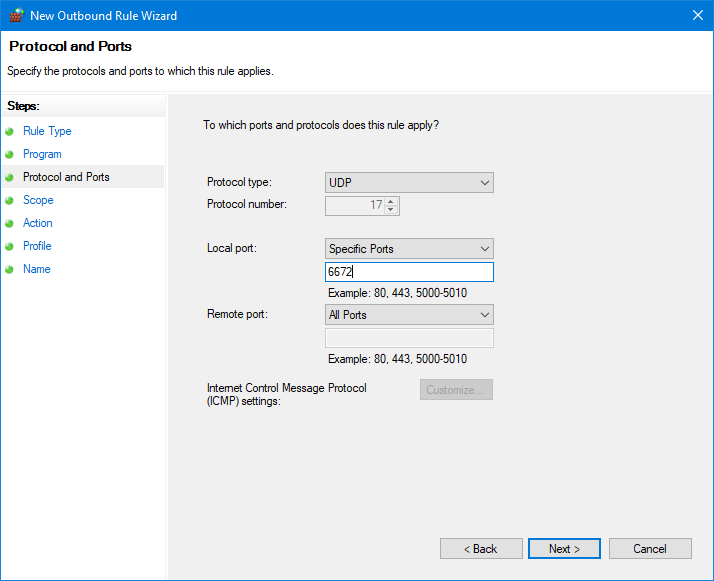 New Outbound Rule Wizard
Protocol and Ports
Specify the protocols and ports to which this rule applies.
Steps:
Rule Type
Program
Protocol and Ports
Scope
Action
Profile
Name
To which ports and protocols does this rule apply?
Protocol type: UDP
Protocol number: 17
Local port: Specific Ports
6672
Example: 80, 443, 5000-5010
Remote port: All Ports
Example: 80, 443, 5000-5010
Internet Control Message Protocol
(ICMP) settings:
Customize...
< Back
Next >
Cancel